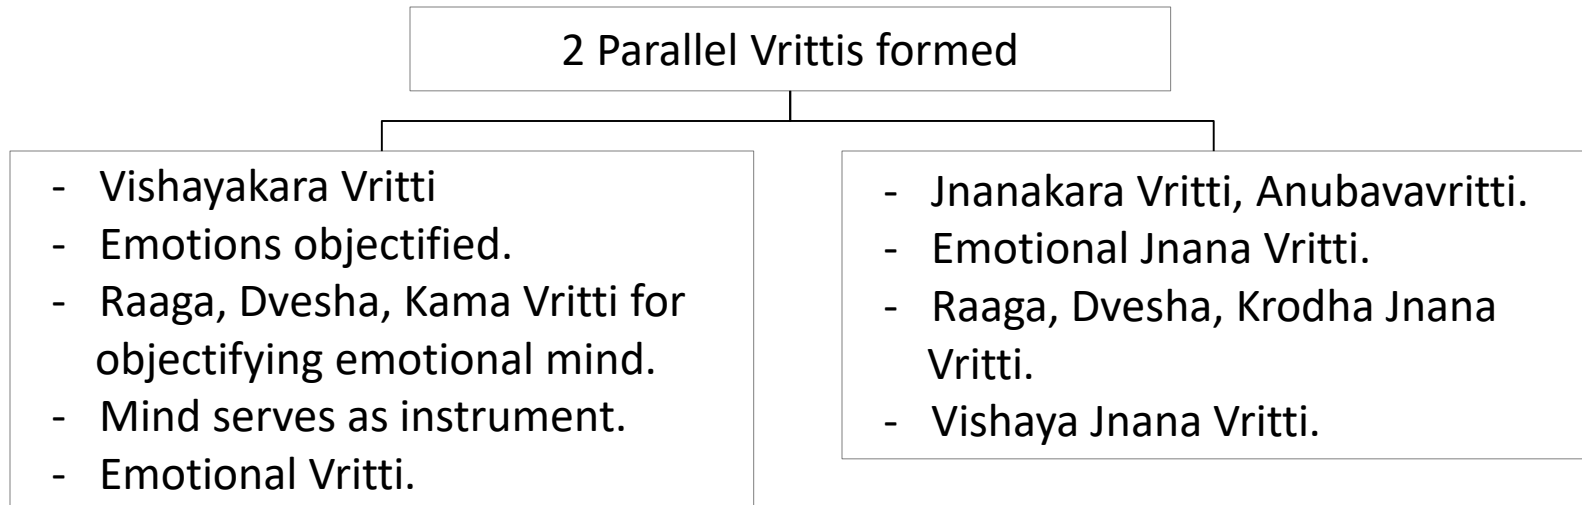 2 Parallel Vrittis formed
- Vishayakara Vritti
- Emotions objectified.
- Raaga, Dvesha, Kama Vritti for
objectifying emotional mind.
- Mind serves as instrument.
- Emotional Vritti.
- Jnanakara Vritti, Anubavavritti.
- Emotional Jnana Vritti.
- Raaga, Dvesha, Krodha Jnana
Vritti.
- Vishaya Jnana Vritti.